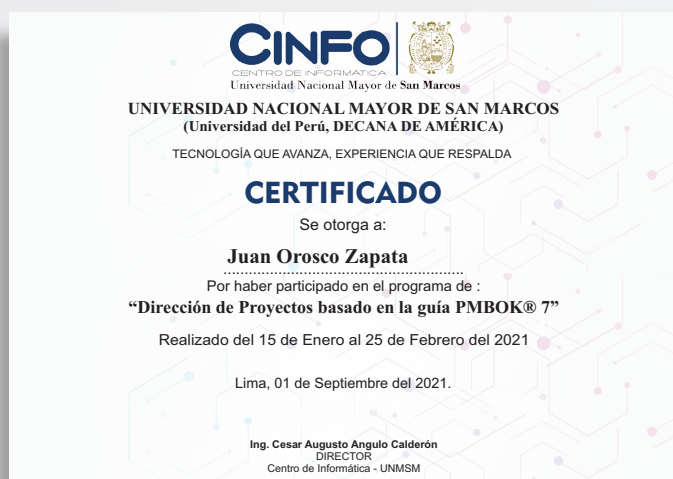 CINFO
CENTRO DE INFORMATICA
Universidad Nacional Mayor de San Marcos
UNIVERSIDAD NACIONAL MAYOR DE SAN MARCOS
(Universidad del Perú, DECANA DE AMÉRICA)
TECNOLOGÍA QUE AVANZA, EXPERIENCIA QUE RESPALDA
CERTIFICADO
Se otorga a:
Juan Orosco Zapata
Por haber participado en el programa de :
“Dirección de Proyectos basado en la guía PMBOK® 7”
Realizado del 15 de Enero al 25 de Febrero del 2021
Lima, 01 de Septiembre del 2021.
Ing. Cesar Augusto Angulo Calderón
DIRECTOR
Centro de Informática - UNMSM